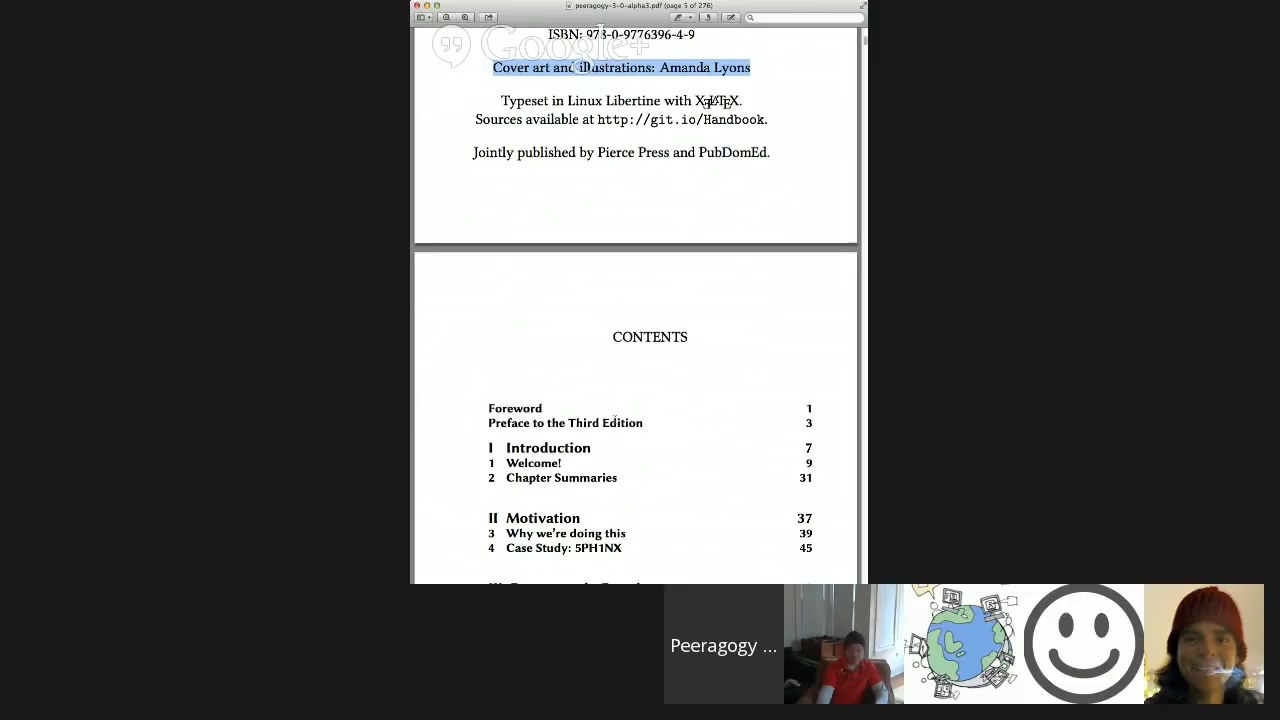 peeragogy-3-0-alpha3.pdf (page 5 of 276)
ISBN: 978-0-9776396-4-9
Google+
Cover art and illustrations: Amanda Lyons
Typeset in Linux Libertine with XƎLATEX.
Sources available at http://git.io/Handbook.
Jointly published by Pierce Press and PubDomEd.
CONTENTS
Foreword 1
Preface to the Third Edition 3
I Introduction 7
1 Welcome! 9
2 Chapter Summaries 31
II Motivation 37
3 Why we're doing this 39
4 Case Study: 5PH1NX 45
Peeragogy ...